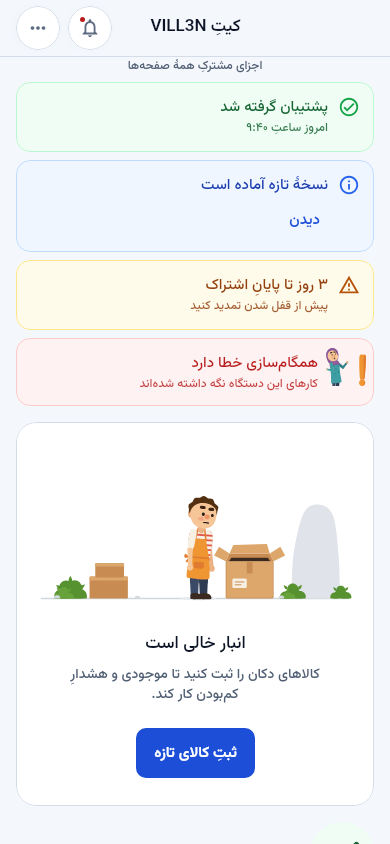 کیتِ VILL3N
اجزای مشترکِ همهٔ صفحه‌ها
پشتیبان گرفته شد
امروز ساعتِ ۹:۴۰
نسخهٔ تازه آماده است
دیدن
۳ روز تا پایانِ اشتراک
پیش از قفل شدن تمدید کنید
همگام‌سازی خطا دارد
کارهای این دستگاه نگه داشته شده‌اند
انبار خالی است
کالاهای دکان را ثبت کنید تا موجودی و هشدارِ
کم‌بودن کار کند.
ثبتِ کالای تازه